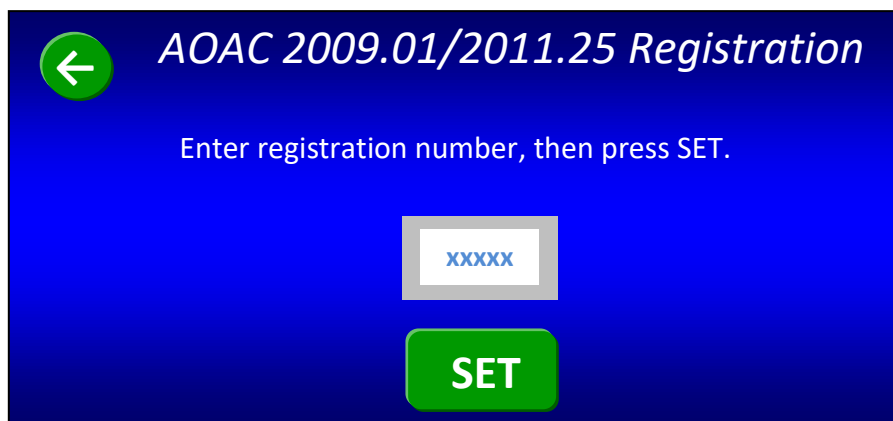 AOAC 2009.01/2011.25 Registration
Enter registration number, then press SET.
xxxxx
SET